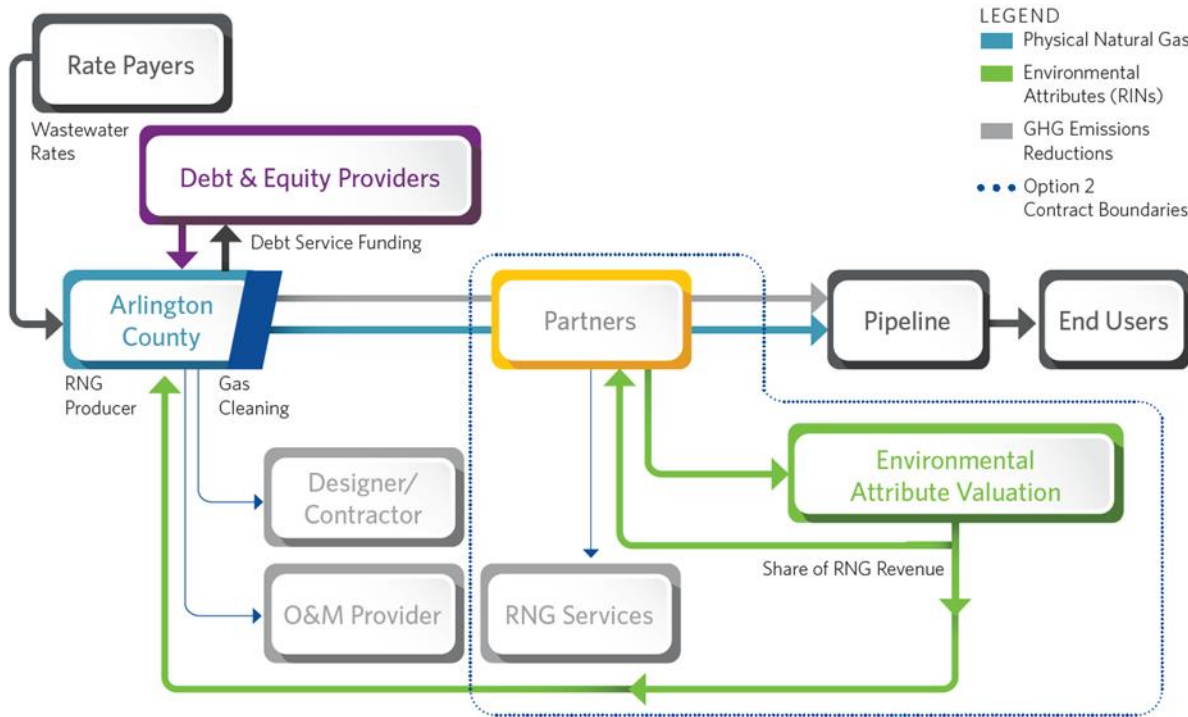 LEGEND
Physical Natural Gas
Environmental
Attributes (RINs)
GHG Emissions
Reductions
Option 2
Contract Boundaries
Rate Payers
Wastewater
Rates
Debt & Equity Providers
Debt Service Funding
Arlington
County
Partners
Pipeline
End Users
RNG
Producer
Gas
Cleaning
Designer/
Contractor
Environmental
Attribute Valuation
Share of RNG Revenue
O&M Provider
RNG Services